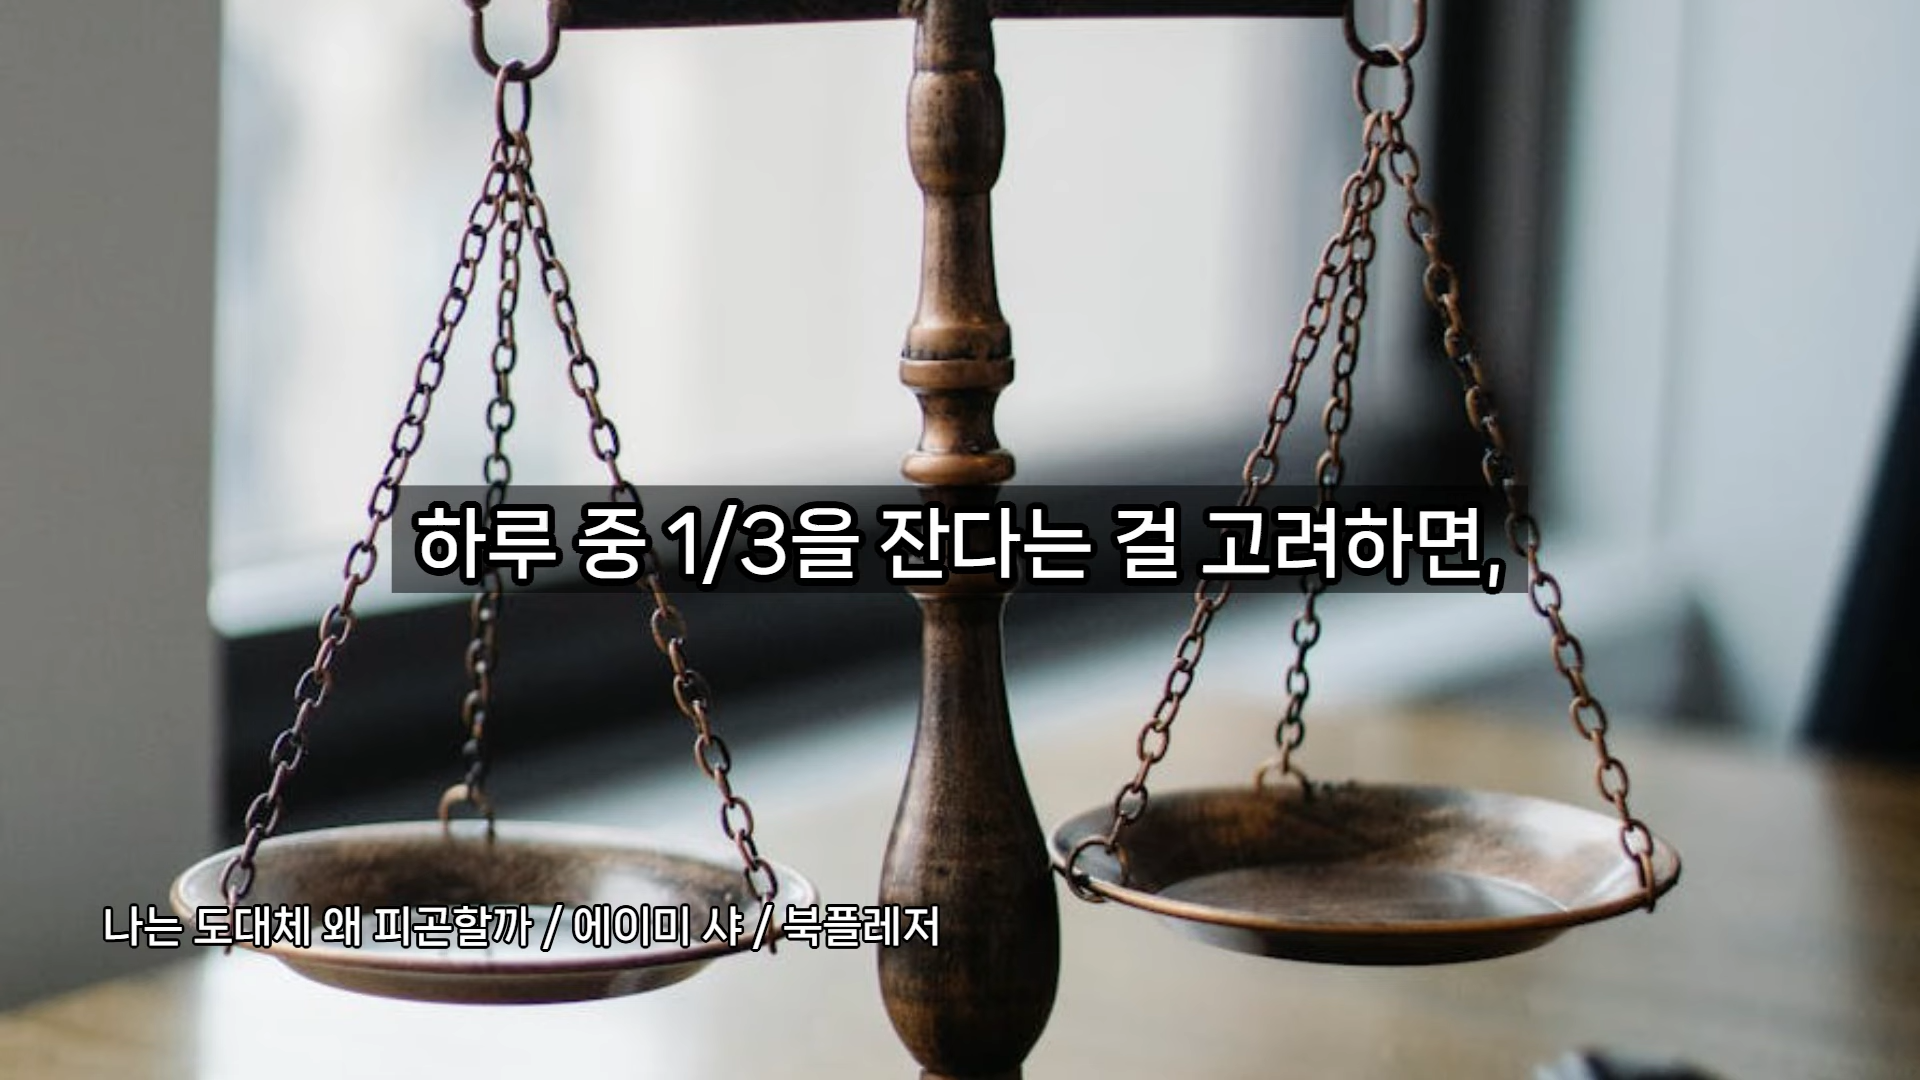 하루 중 1/3을 잔다는 걸 고려하면,
나는 도대체 왜 피곤할까 / 에이미 샤 / 북플레저